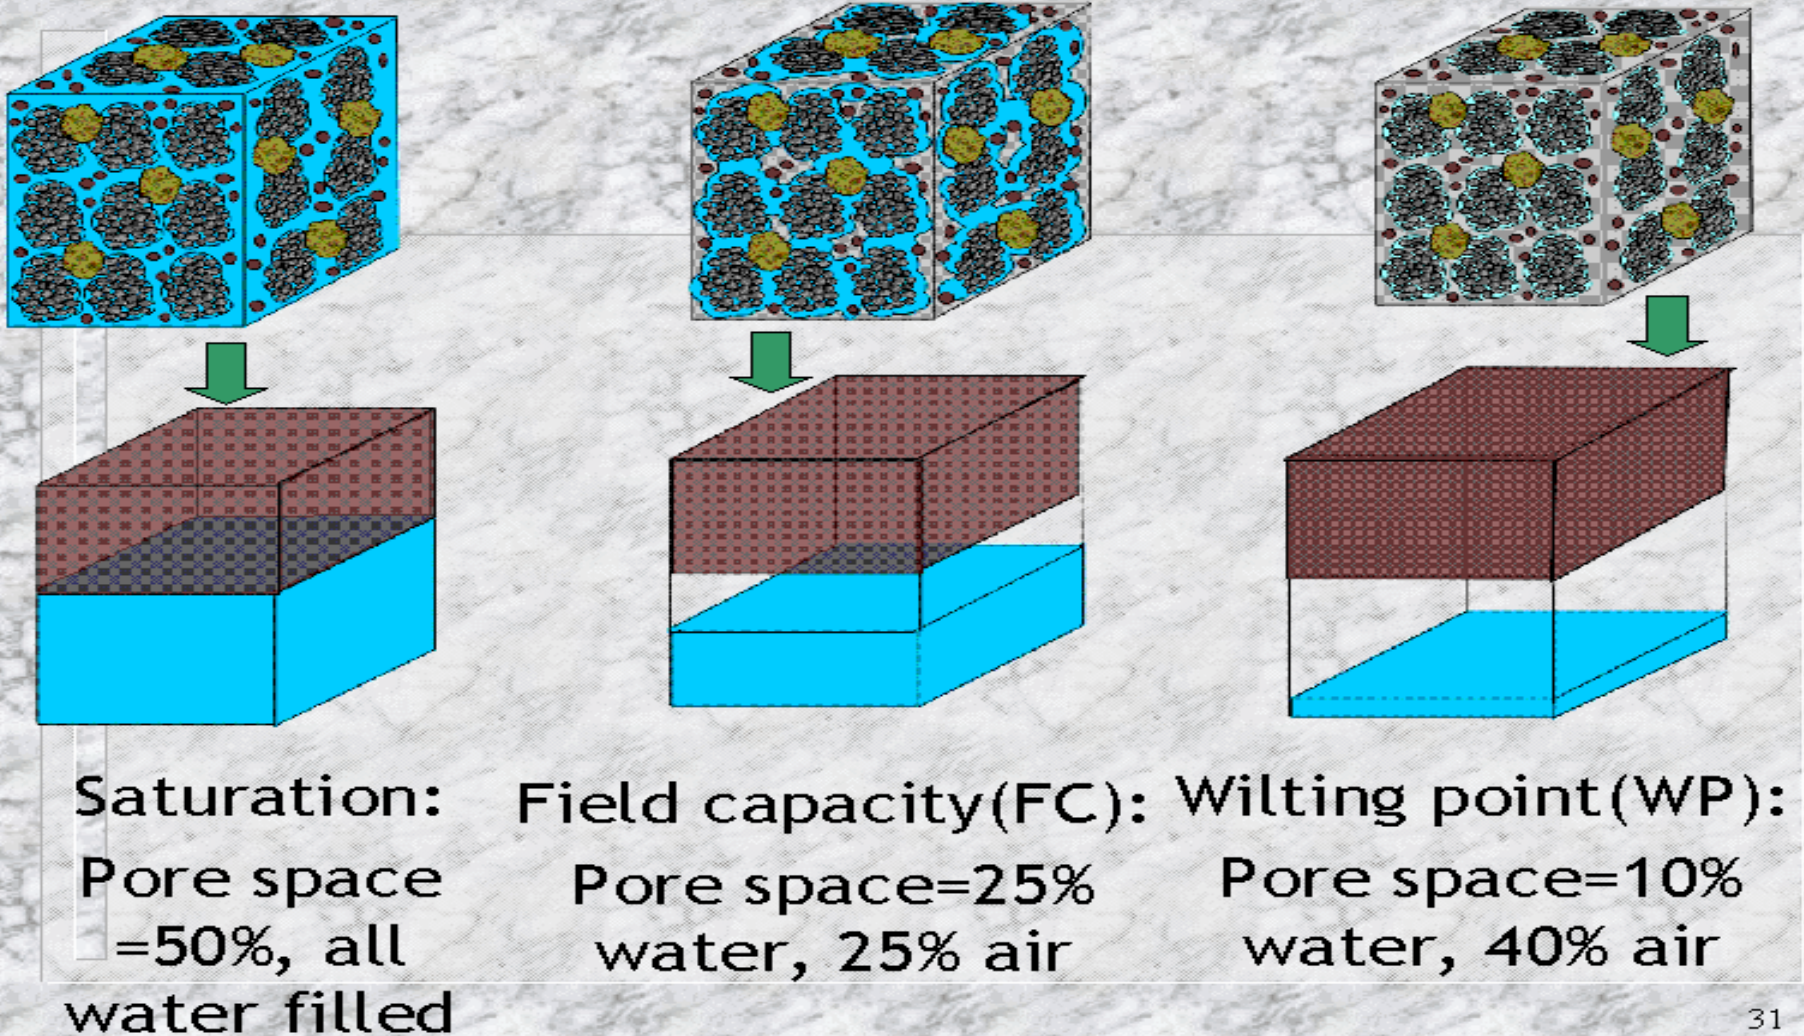 Saturation:
Pore space
=50%, all
water filled
Field capacity(FC):
Pore space=25%
water, 25% air
Wilting point(WP):
Pore space=10%
water, 40% air
31